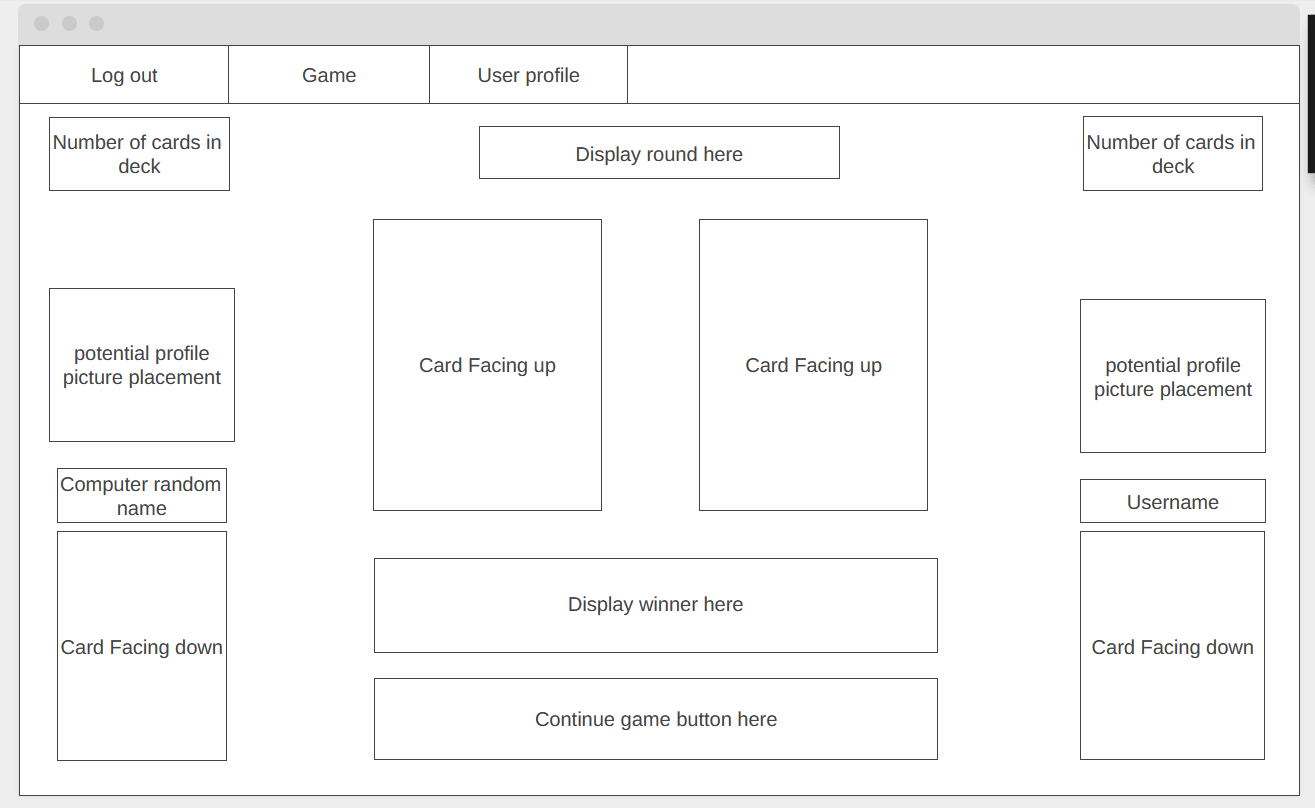 Log out
Game
User profile
Number of cards in
deck
Display round here
Number of cards in
deck
potential profile
picture placement
Card Facing up
Card Facing up
potential profile
picture placement
Computer random
name
Username
Card Facing down
Display winner here
Card Facing down
Continue game button here